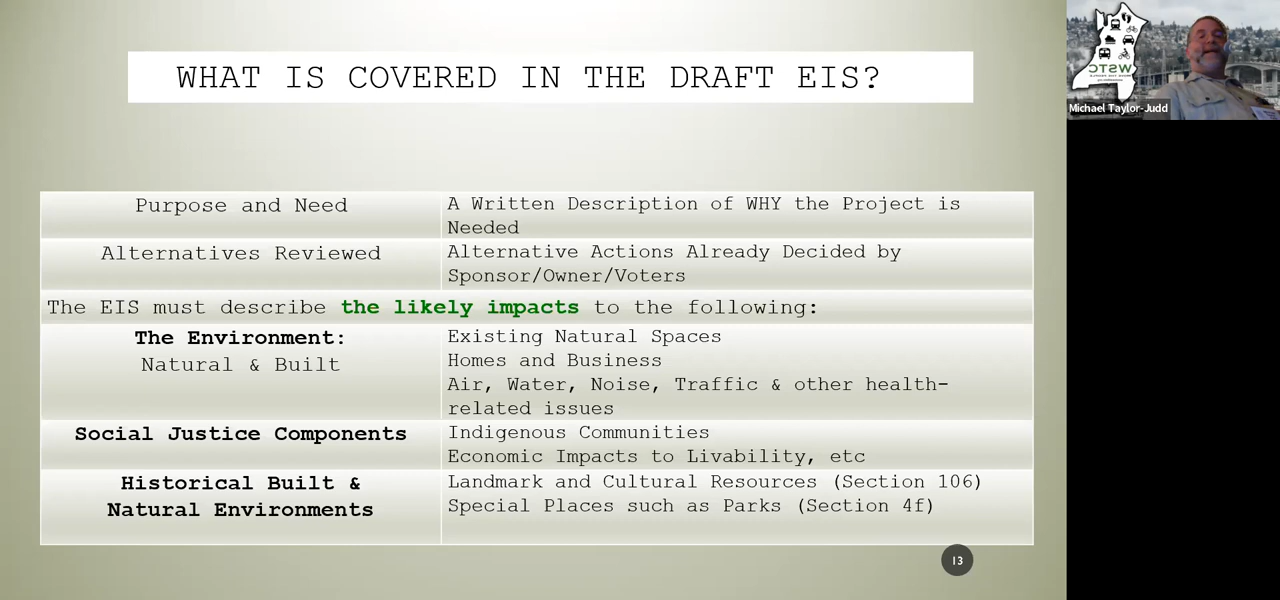 WHAT IS COVERED IN THE DRAFT EIS?
Purpose and Need
A Written Description of WHY the Project is
Needed
Alternatives Reviewed
Alternative Actions Already Decided by
Sponsor/Owner/Voters
The EIS must describe the likely impacts to the following:
The Environment:
Natural & Built
Existing Natural Spaces
Homes and Business
Air, Water, Noise, Traffic & other health-
related issues
Social Justice Components
Indigenous Communities
Economic Impacts to Livability, etc
Historical Built &
Natural Environments
Landmark and Cultural Resources (Section 106)
Special Places such as Parks (Section 4f)
13
WSTC
Michael Taylor-Judd